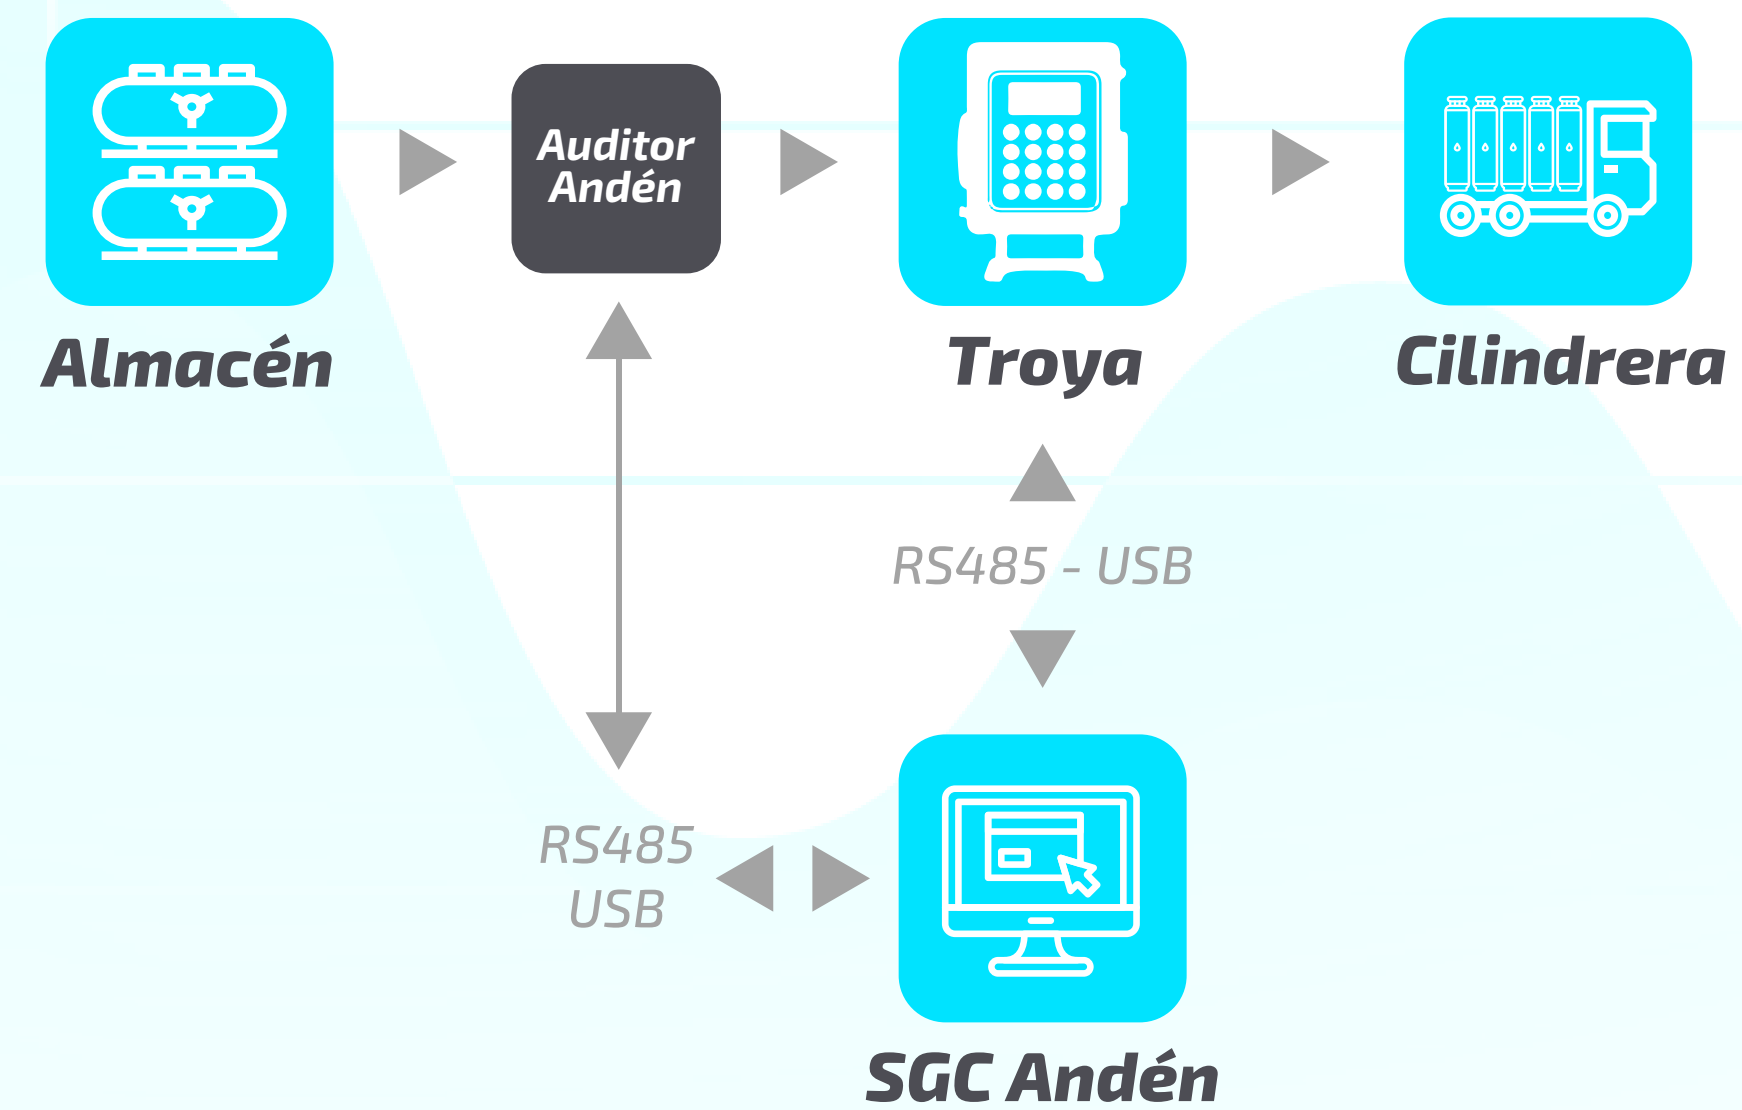 Auditor
Andén
Almacén
Troya
Cilindrera
RS485 - USB
RS485
USB
SGC Andén